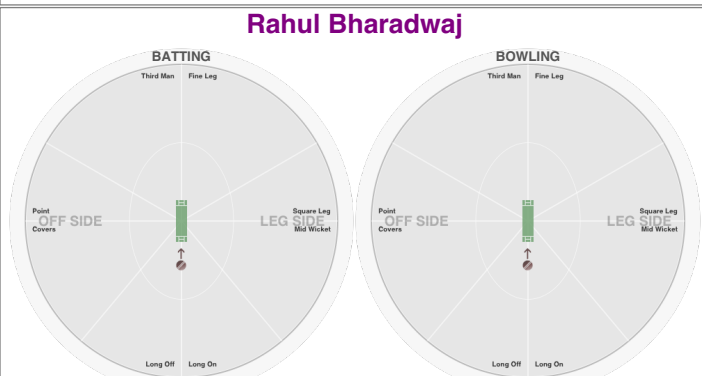 Rahul Bharadwaj
BATTING
Third Man Fine Leg
Point
OFF SIDE
Covers
Square Leg
LEG SIDE
Mid Wicket
Long Off Long On
BOWLING
Third Man Fine Leg
Point
OFF SIDE
Covers
Square Leg
LEG SIDE
Mid Wicket
Long Off Long On